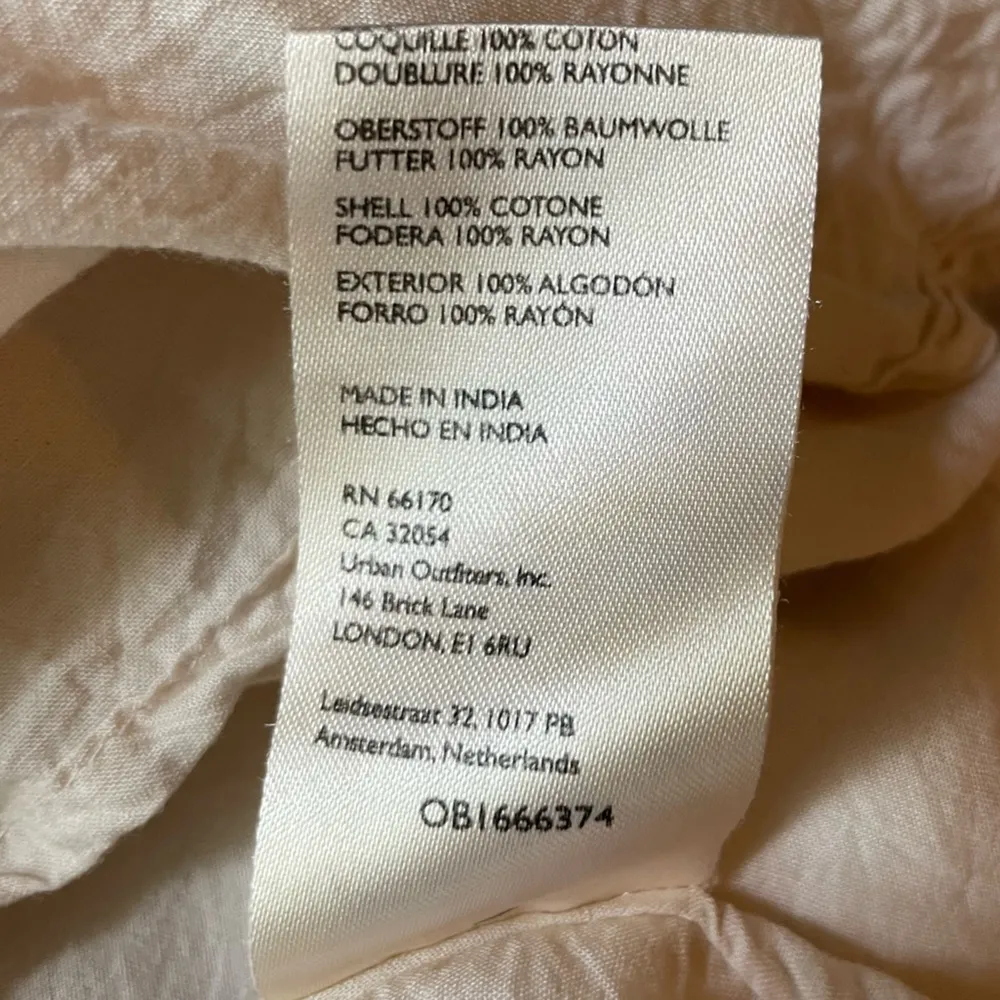 COQUILLE 100% COTON
DOUBLURE 100% RAYONNE
OBERSTOFF 100% BAUMWOLLE
FUTTER 100% RAYON
SHELL 100% COTONE
FODERA 100% RAYON
EXTERIOR 100% ALGODÓN
FORRO 100% RAYÓN
MADE IN INDIA
HECHO EN INDIA
RN 66170
CA 32054
Urban Outfitters, Inc.
146 Brick Lane
LONDON, E1 6RU
Leidsestraat 32, 1017 PB
Amsterdam, Netherlands
OB1666374